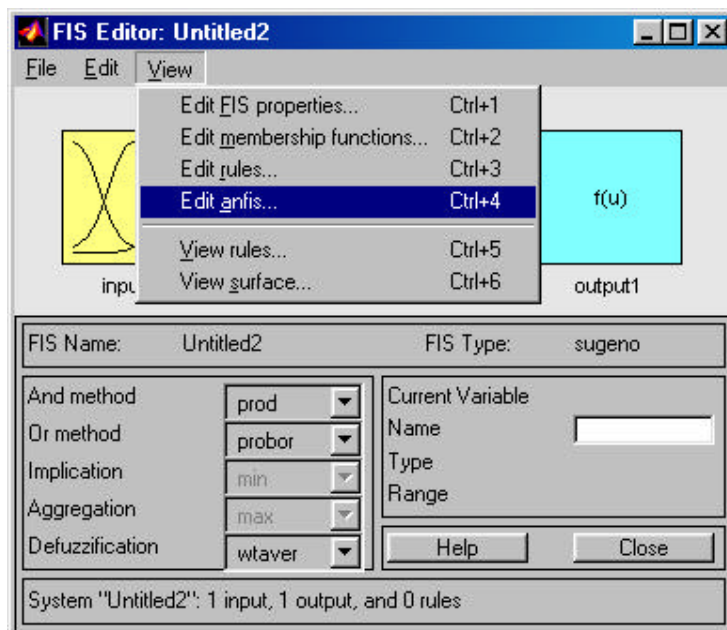 FIS Editor: Untitled2
File Edit View
Edit FIS properties... Ctrl+1
Edit membership functions... Ctrl+2
Edit rules... Ctrl+3
Edit anfis... Ctrl+4
View rules... Ctrl+5
View surface... Ctrl+6
f(u)
inpu
output1
FIS Name: Untitled2 FIS Type: sugeno
And method prod
Or method probor
Implication min
Aggregation max
Defuzzification wtaver
Current Variable
Name
Type
Range
Help Close
System "Untitled2": 1 input, 1 output, and 0 rules